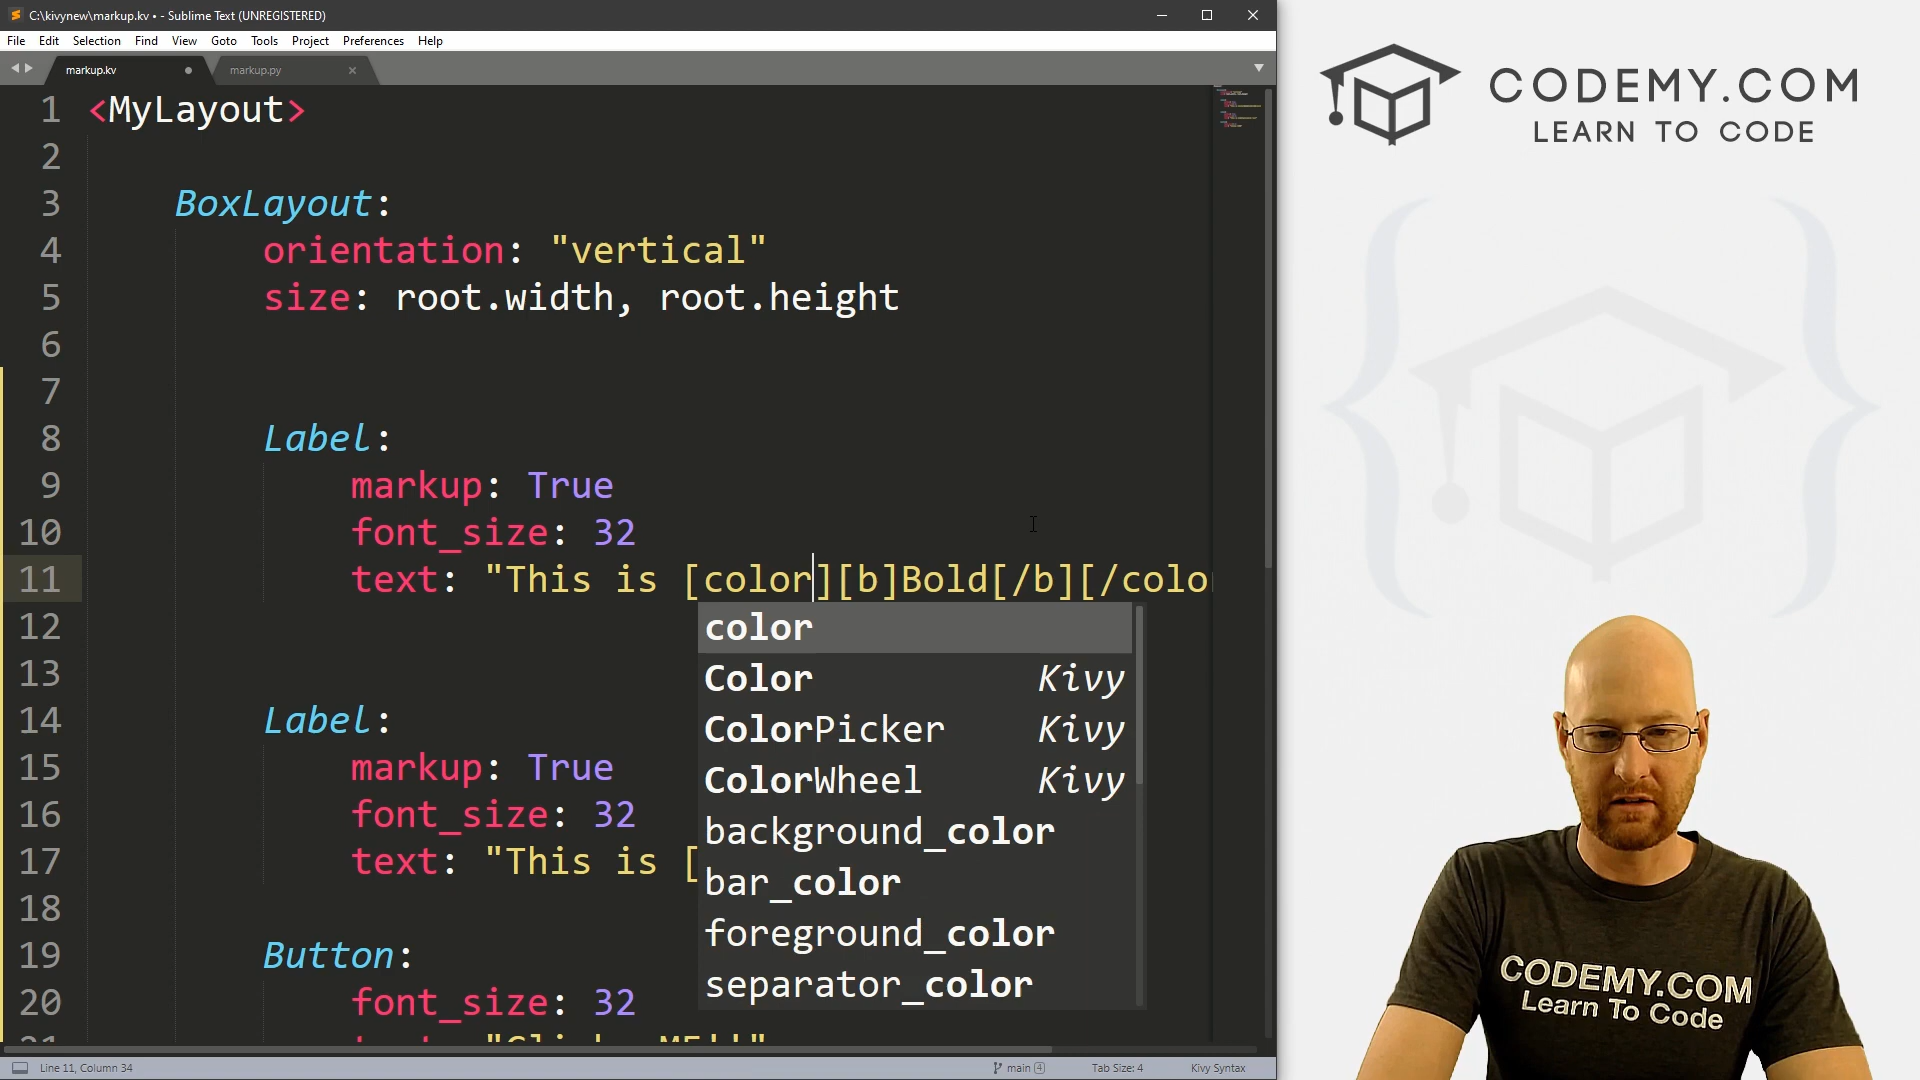 C:\kivynew\markup.kv • - Sublime Text (UNREGISTERED)
File Edit Selection Find View Goto Tools Project Preferences Help
markup.kv markup.py
1 <MyLayout>
2
3 BoxLayout:
4 orientation: "vertical"
5 size: root.width, root.height
6
7
8 Label:
9 markup: True
10 font_size: 32
11 text: "This is [color][b]Bold[/b][/color
12
13
14 Label:
15 markup: True
16 font_size: 32
17 text: "This is [
18
19 Button:
20 font_size: 32
color
Color Kivy
ColorPicker Kivy
ColorWheel Kivy
background_color
bar_color
foreground_color
separator_color
Line 11, Column 34
main 4
Tab Size: 4
Kivy Syntax
CODEMY.COM
LEARN TO CODE
CODEMY.COM
Learn To Code